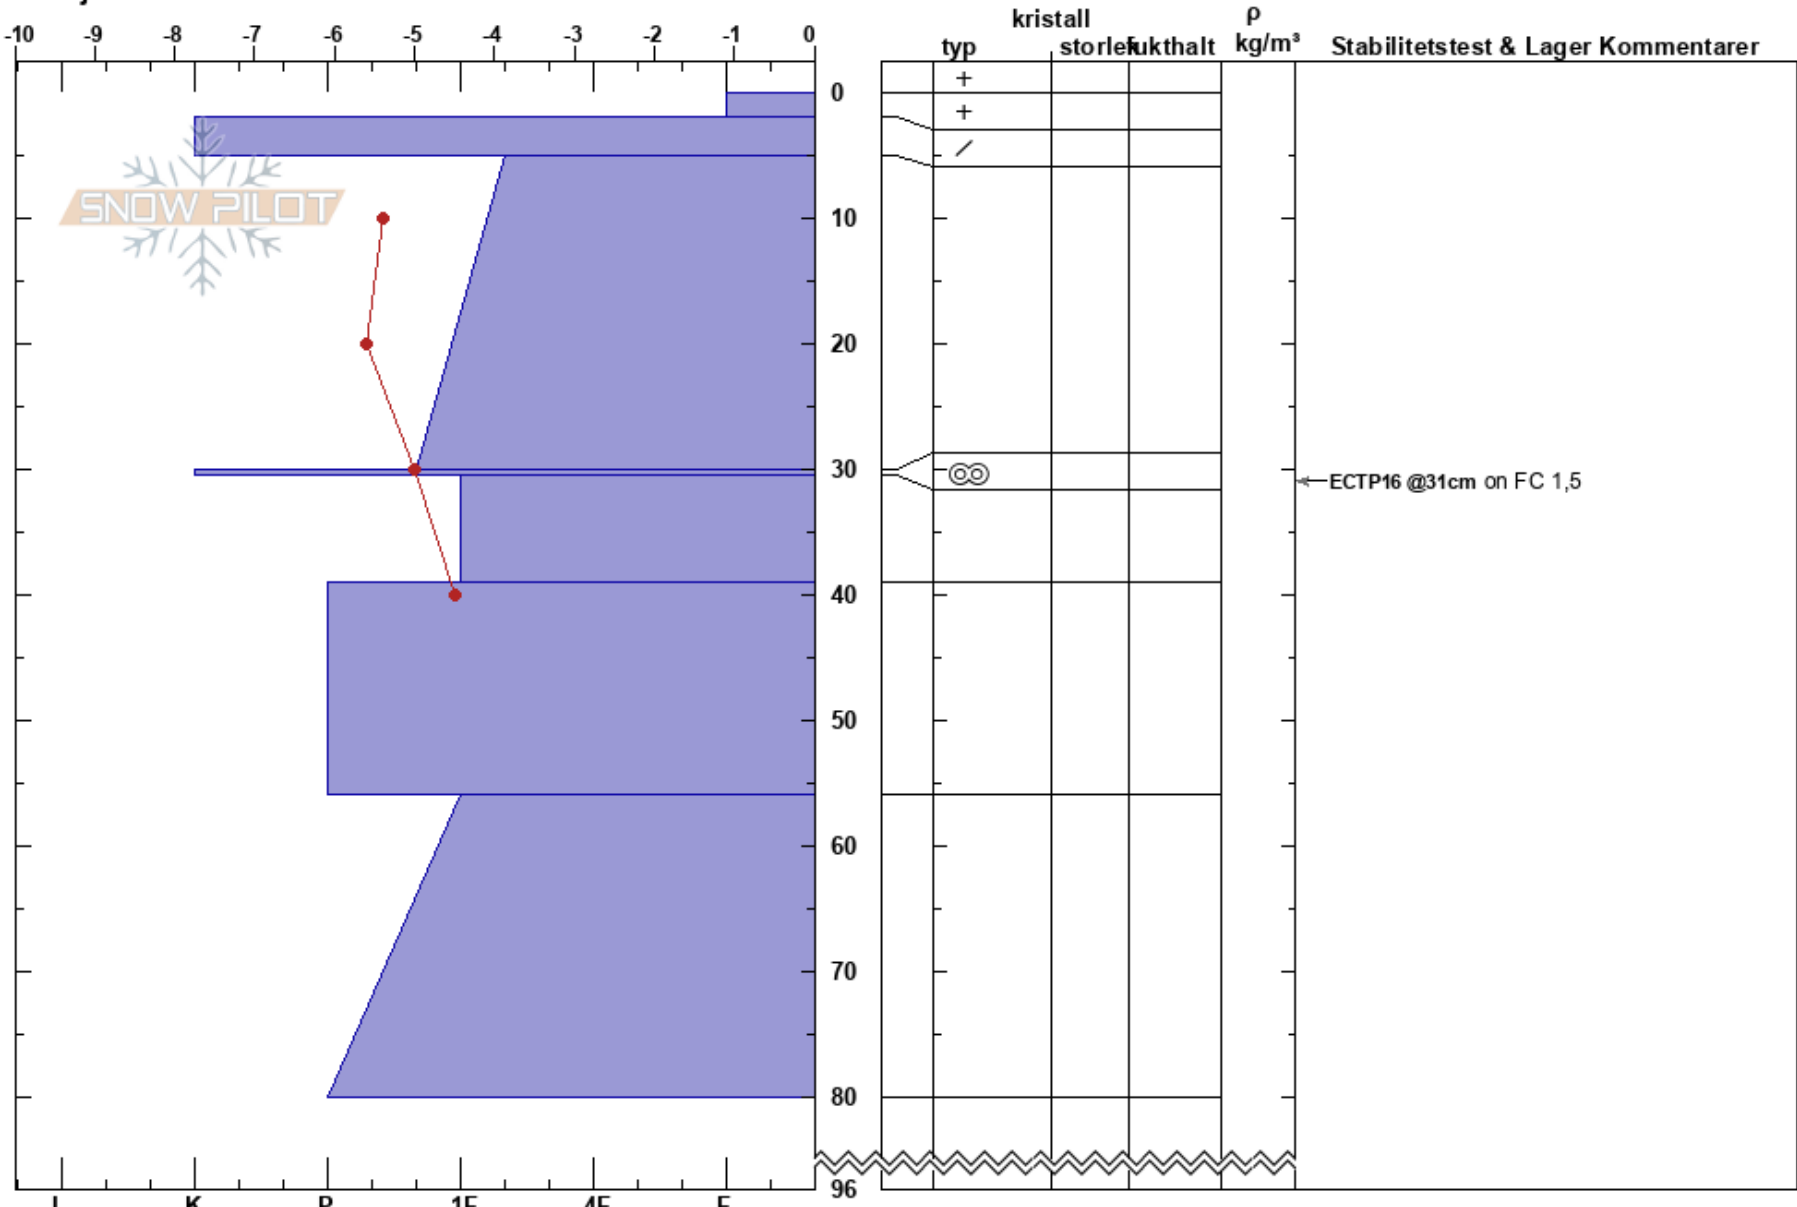 kristall ρ
-10 -9 -8 -7 -6 -5 -4 -3 -2 -1 0 typ storlek fukthalt kg/m³ Stabilitetstest & Lager Kommentarer
0
SNOW PILOT
10
20
30
ECTP16 @31cm on FC 1,5
40
50
60
70
80
96
I K P 1F 4F F